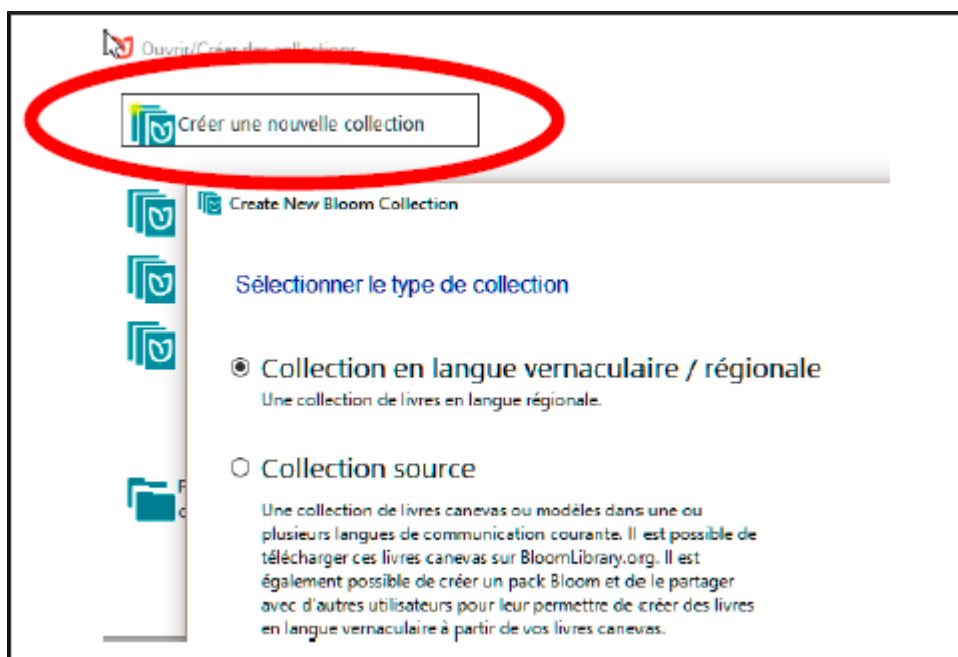 Ouvrir/Créer des collections
Créer une nouvelle collection
Create New Bloom Collection
Sélectionner le type de collection
Collection en langue vernaculaire / régionale
Une collection de livres en langue régionale.
Collection source
Une collection de livres canevas ou modèles dans une ou
plusieurs langues de communication courante. Il est possible de
télécharger ces livres canevas sur BloomLibrary.org. Il est
également possible de créer un pack Bloom et de le partager
avec d'autres utilisateurs pour leur permettre de créer des livres
en langue vernaculaire à partir de vos livres canevas.